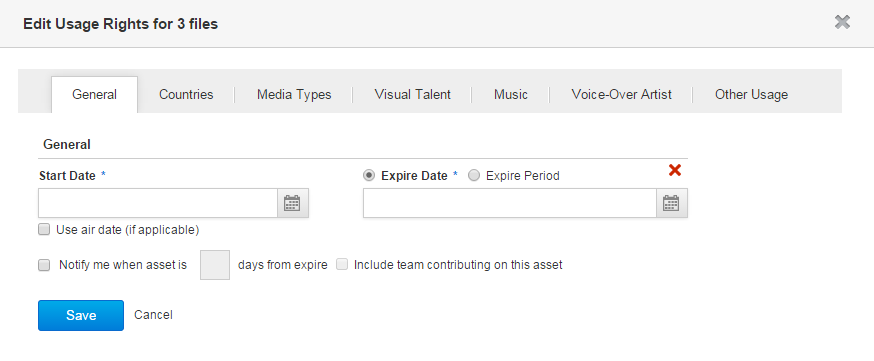 Edit Usage Rights for 3 files
General Countries Media Types Visual Talent Music Voice-Over Artist Other Usage
General
Start Date * Expire Date * Expire Period
Use air date (if applicable)
Notify me when asset is days from expire Include team contributing on this asset
Save Cancel